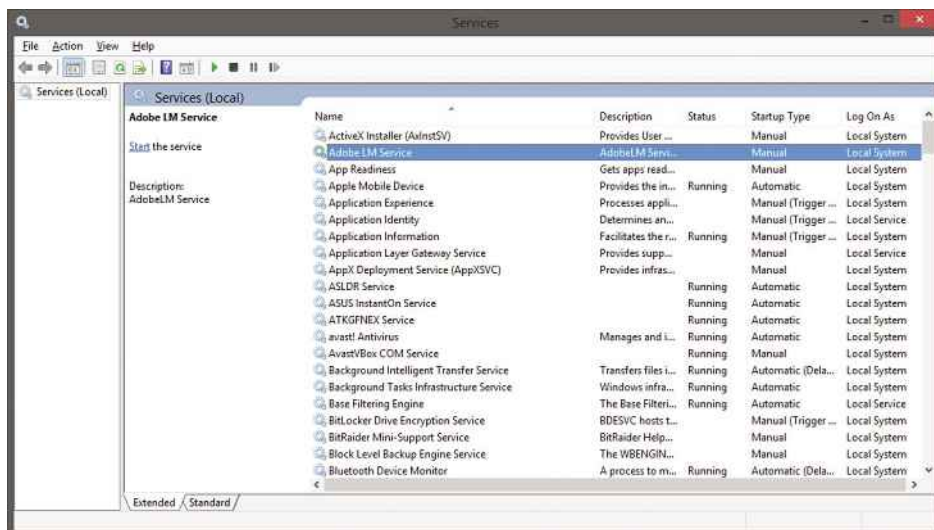 Services
File Action View Help
Services (Local)
Services (Local)
Adobe LM Service
Start the service
Description:
AdobeLM Service
Name Description Status Startup Type Log On As
ActiveX Installer (AxInstSV) Provides User ... Manual Local System
Adobe LM Service AdobeLM Servi... Manual Local System
App Readiness Gets apps read... Manual Local System
Apple Mobile Device Provides the in... Running Automatic Local System
Application Experience Processes appli... Manual (Trigger ... Local System
Application Identity Determines an... Manual (Trigger ... Local Service
Application Information Facilitates the r... Running Manual (Trigger ... Local System
Application Layer Gateway Service Provides supp... Manual Local Service
AppX Deployment Service (AppXSVC) Provides infras... Manual Local System
ASLDR Service Running Automatic Local System
ASUS InstantOn Service Running Automatic Local System
ATKGFNEX Service Running Automatic Local System
avast! Antivirus Manages and i... Running Automatic Local System
AvastVBox COM Service Running Manual Local System
Background Intelligent Transfer Service Transfers files i... Running Automatic (Dela... Local System
Background Tasks Infrastructure Service Windows infra... Running Automatic Local System
Base Filtering Engine The Base Filteri... Running Automatic Local Service
BitLocker Drive Encryption Service BDESVC hosts t... Manual (Trigger ... Local System
BitRaider Mini-Support Service BitRaider Help... Manual Local System
Block Level Backup Engine Service The WBENGIN... Manual Local System
Bluetooth Device Monitor A process to m... Running Automatic (Dela... Local System
Extended Standard